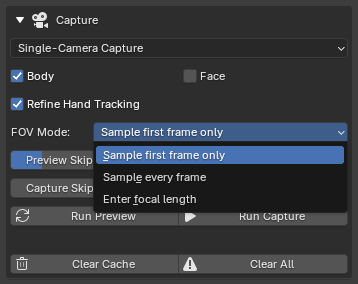 Capture
Single-Camera Capture
Body
Face
Refine Hand Tracking
FOV Mode: Sample first frame only
Sample first frame only
Preview Skip
Sample every frame
Capture Skip
Enter focal length
Run Preview
Run Capture
Clear Cache
Clear All